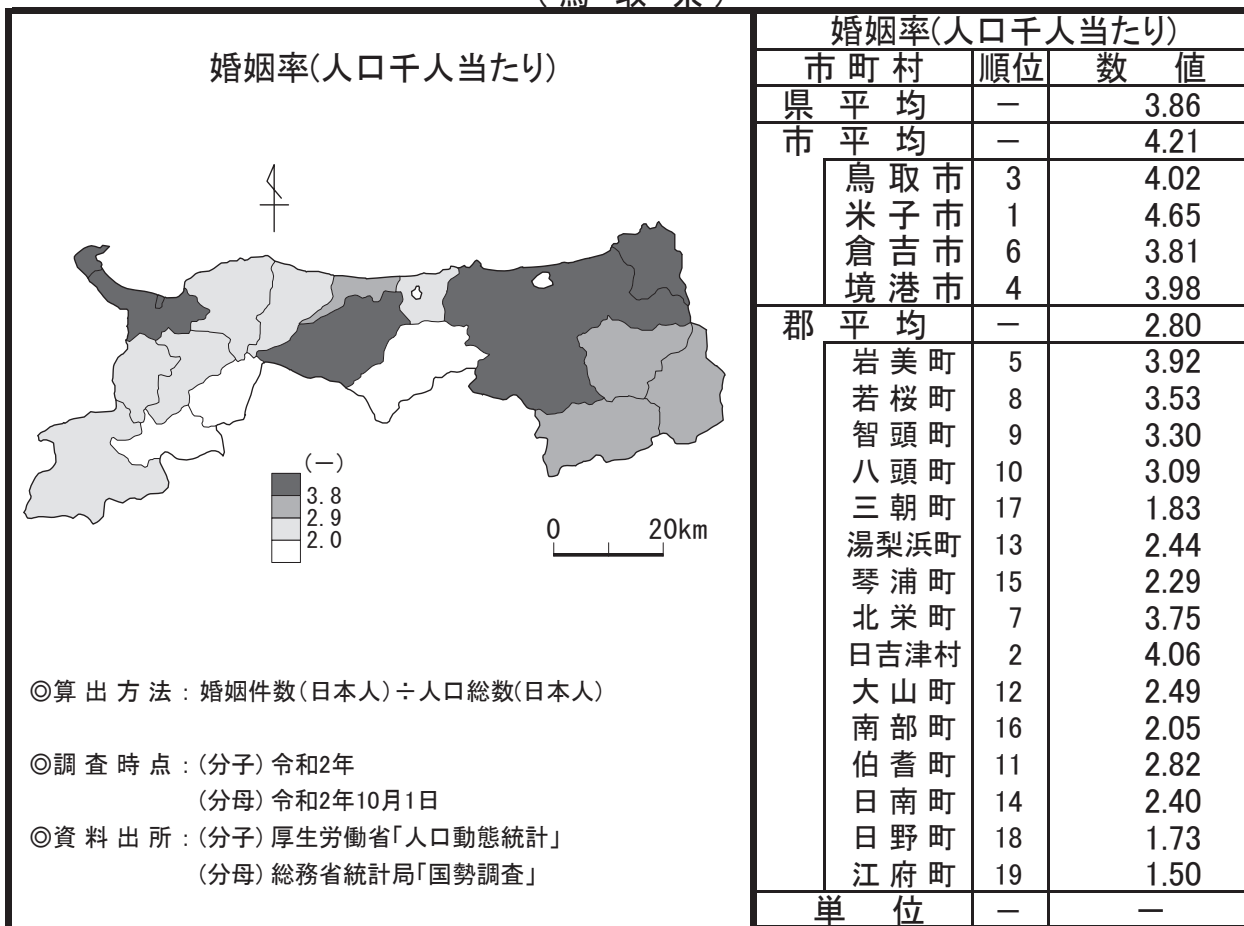 婚姻率(人口千人当たり)
(－)
3.8
2.9
2.0
0 20km
◎算出方法：婚姻件数(日本人)÷人口総数(日本人)
◎調査時点：(分子)令和2年
(分母)令和2年10月1日
◎資料出所：(分子)厚生労働省「人口動態統計」
(分母)総務省統計局「国勢調査」
婚姻率(人口千人当たり)
市町村 順位 数値
県平均 － 3.86
市平均 － 4.21
鳥取市 3 4.02
米子市 1 4.65
倉吉市 6 3.81
境港市 4 3.98
郡平均 － 2.80
岩美町 5 3.92
若桜町 8 3.53
智頭町 9 3.30
八頭町 10 3.09
三朝町 17 1.83
湯梨浜町 13 2.44
琴浦町 15 2.29
北栄町 7 3.75
日吉津村 2 4.06
大山町 12 2.49
南部町 16 2.05
伯耆町 11 2.82
日南町 14 2.40
日野町 18 1.73
江府町 19 1.50
単位 － －